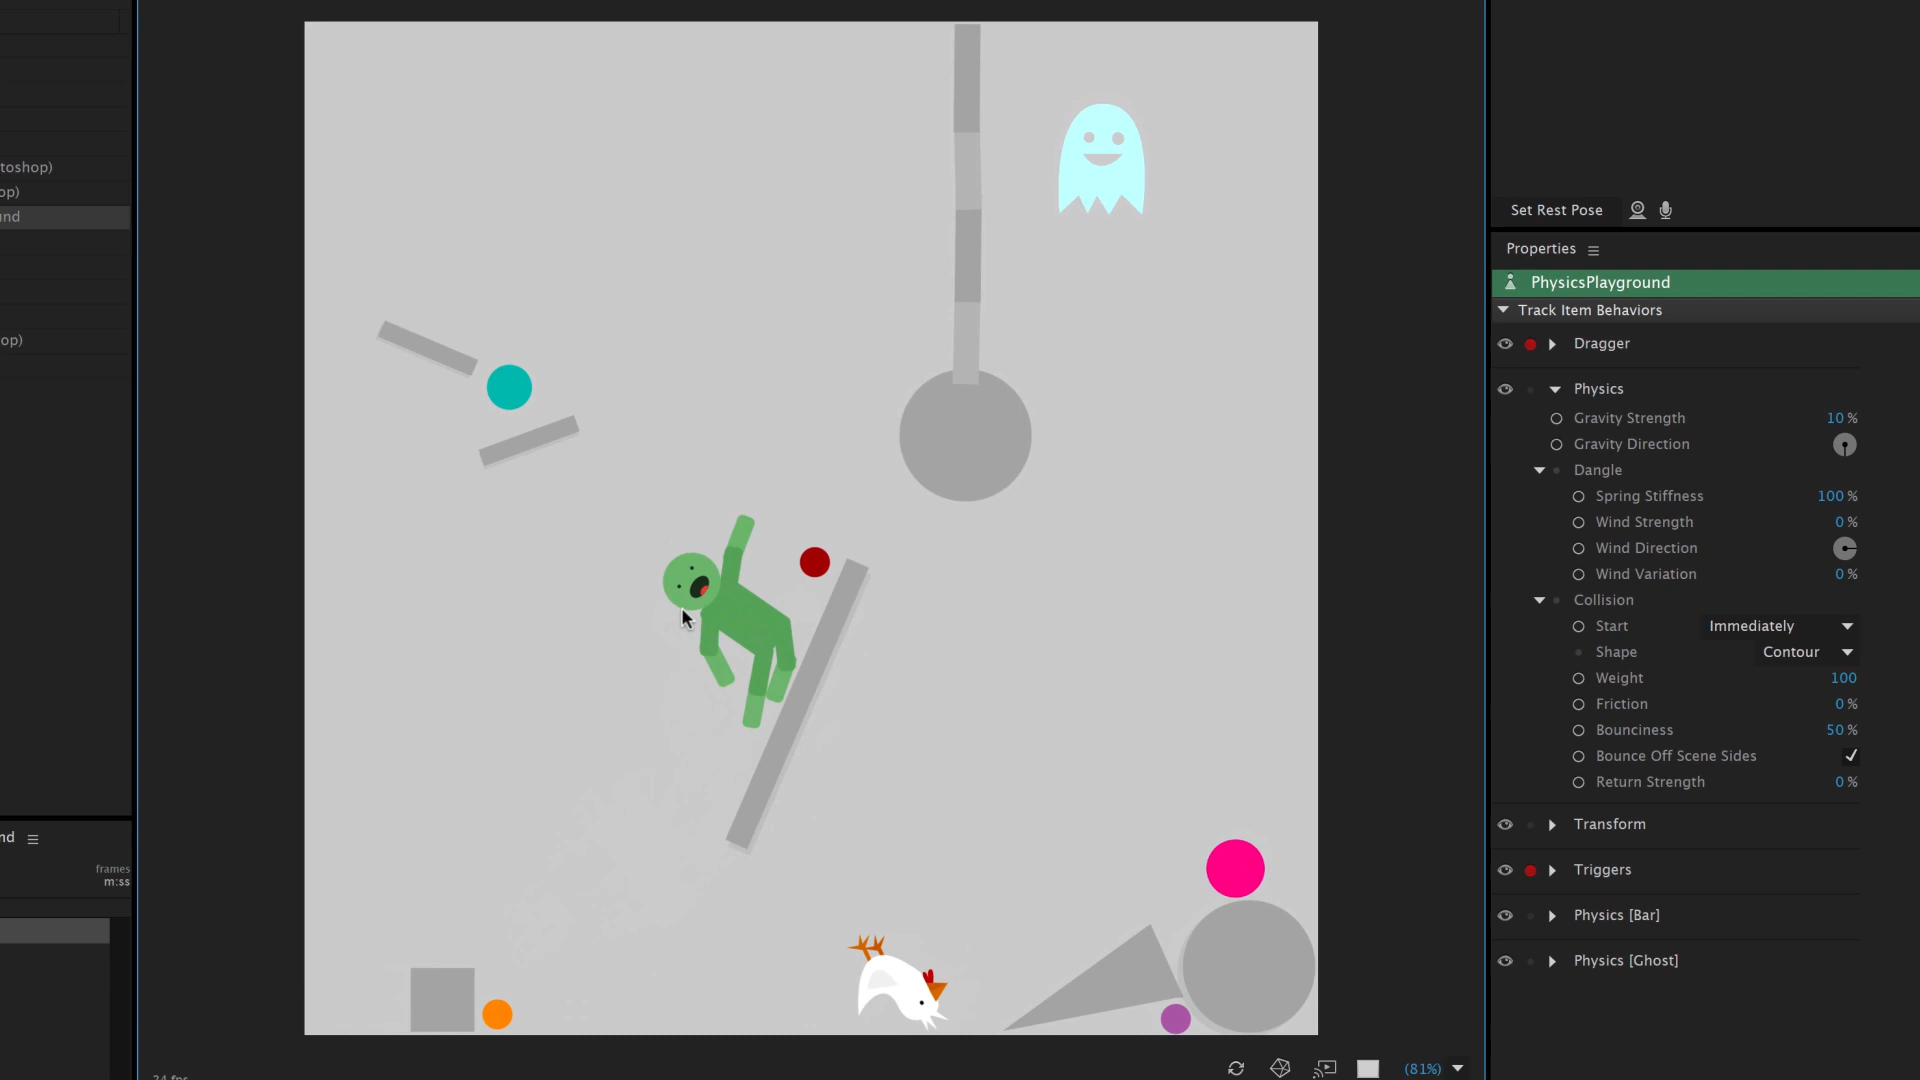 toshop)
op)
und
op)
nd
frames
m:ss
24 fps
(81%)
Set Rest Pose
Properties
PhysicsPlayground
Track Item Behaviors
Dragger
Physics
Gravity Strength 10 %
Gravity Direction
Dangle
Spring Stiffness 100 %
Wind Strength 0 %
Wind Direction
Wind Variation 0 %
Collision
Start Immediately
Shape Contour
Weight 100
Friction 0 %
Bounciness 50 %
Bounce Off Scene Sides
Return Strength 0 %
Transform
Triggers
Physics [Bar]
Physics [Ghost]